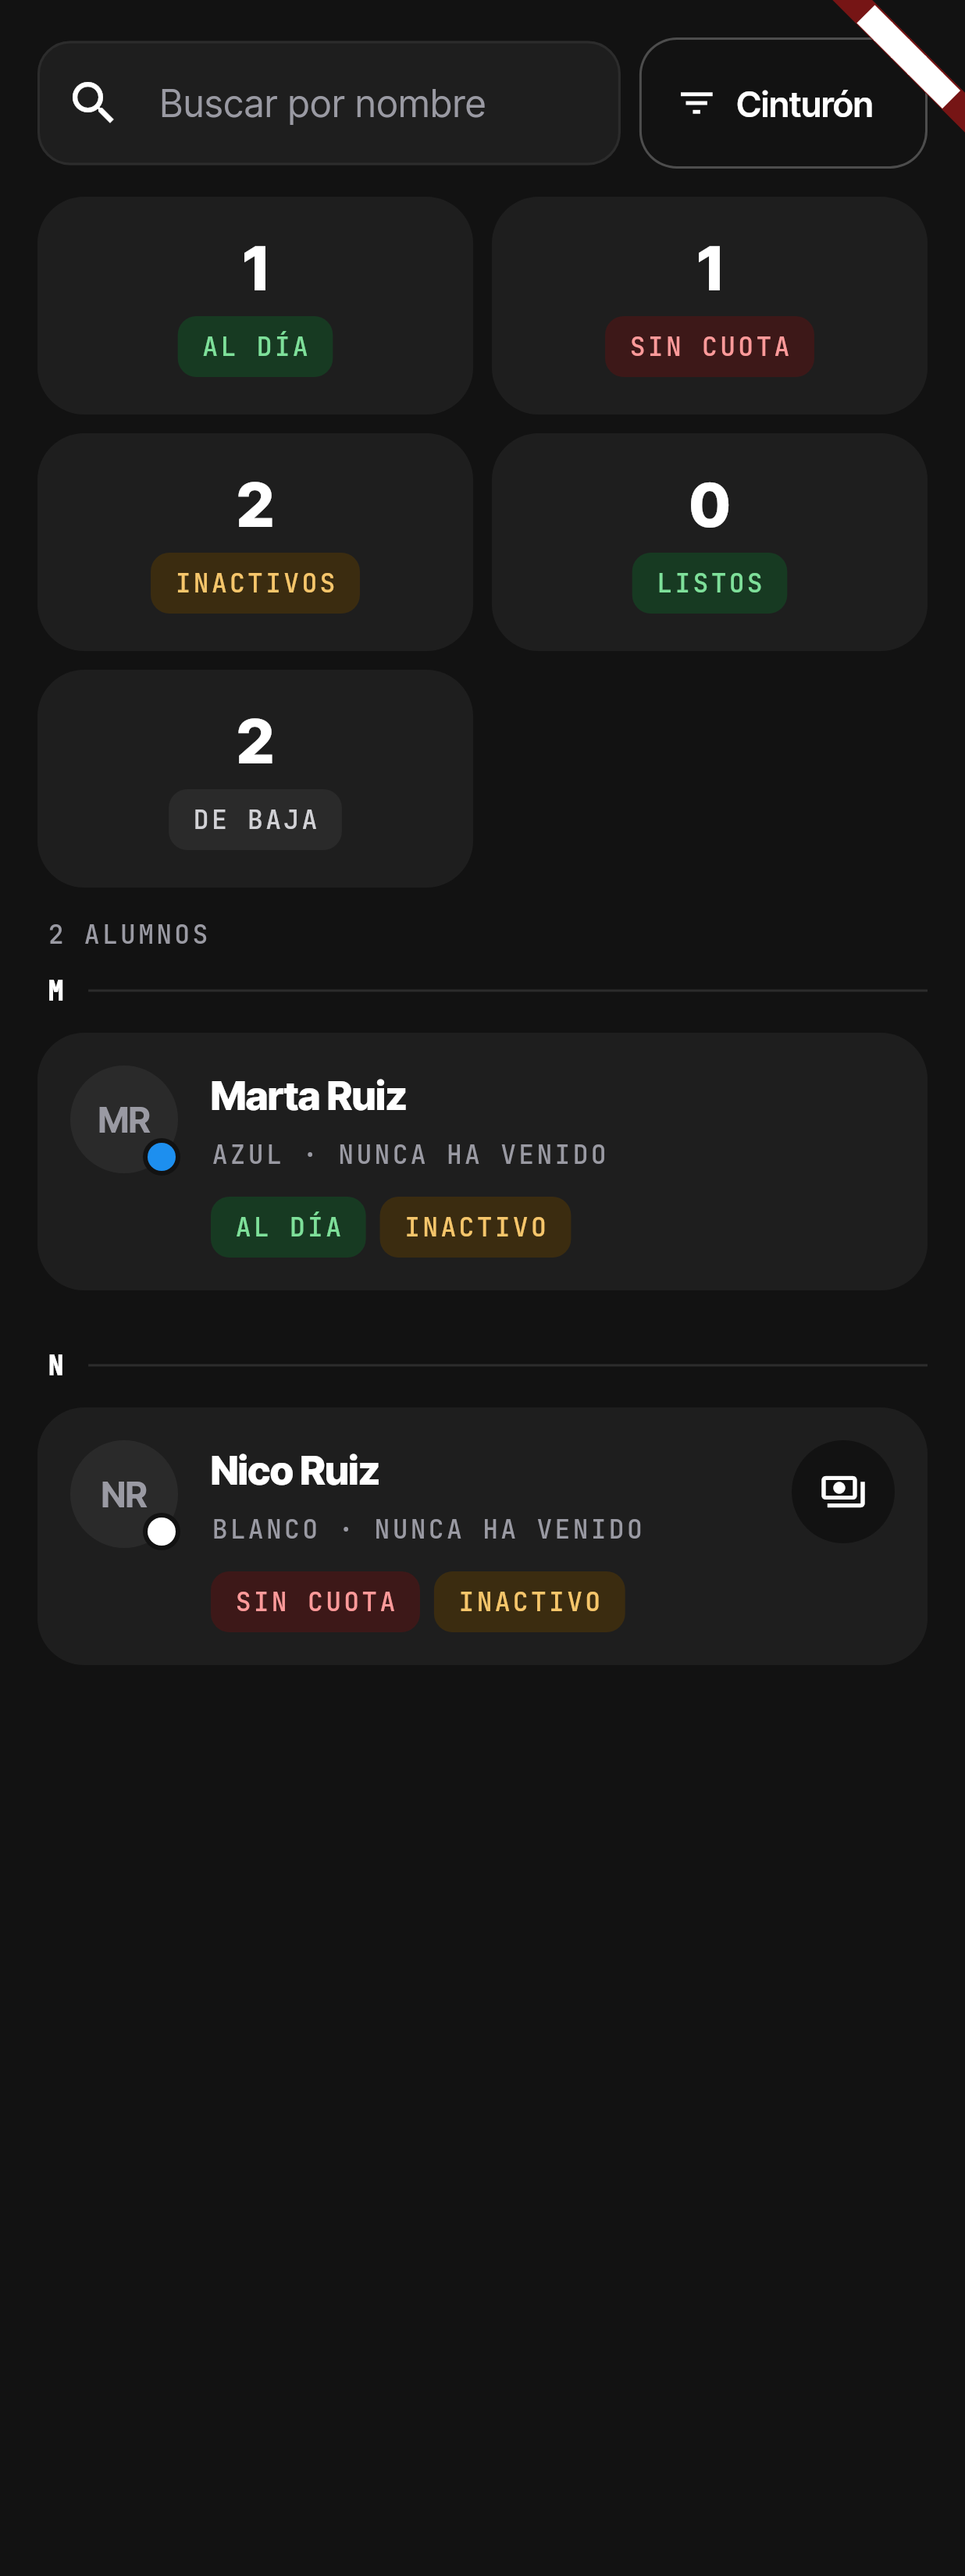 Buscar por nombre
Cinturón
1
AL DÍA
1
SIN CUOTA
2
INACTIVOS
0
LISTOS
2
DE BAJA
2 ALUMNOS
M
MR
Marta Ruiz
AZUL · NUNCA HA VENIDO
AL DÍA
INACTIVO
N
NR
Nico Ruiz
BLANCO · NUNCA HA VENIDO
SIN CUOTA
INACTIVO